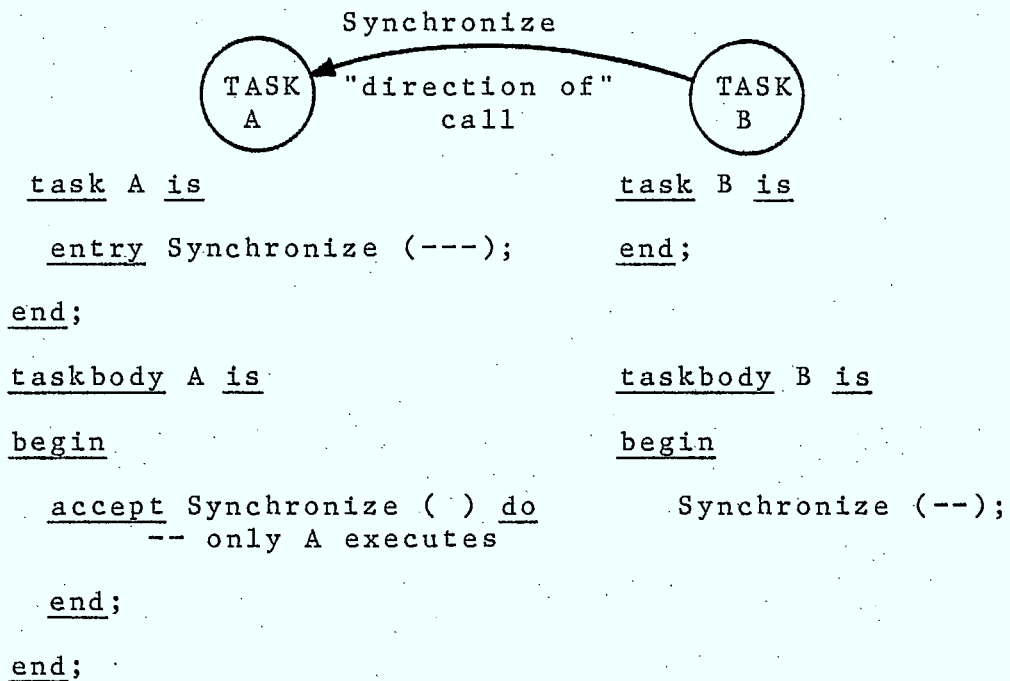 Synchronize
TASK A
"direction of" call
TASK B
task A is
entry Synchronize (---);
end;
taskbody A is
begin
accept Synchronize ( ) do
-- only A executes
end;
end;
task B is
end;
taskbody B is
begin
Synchronize (--);